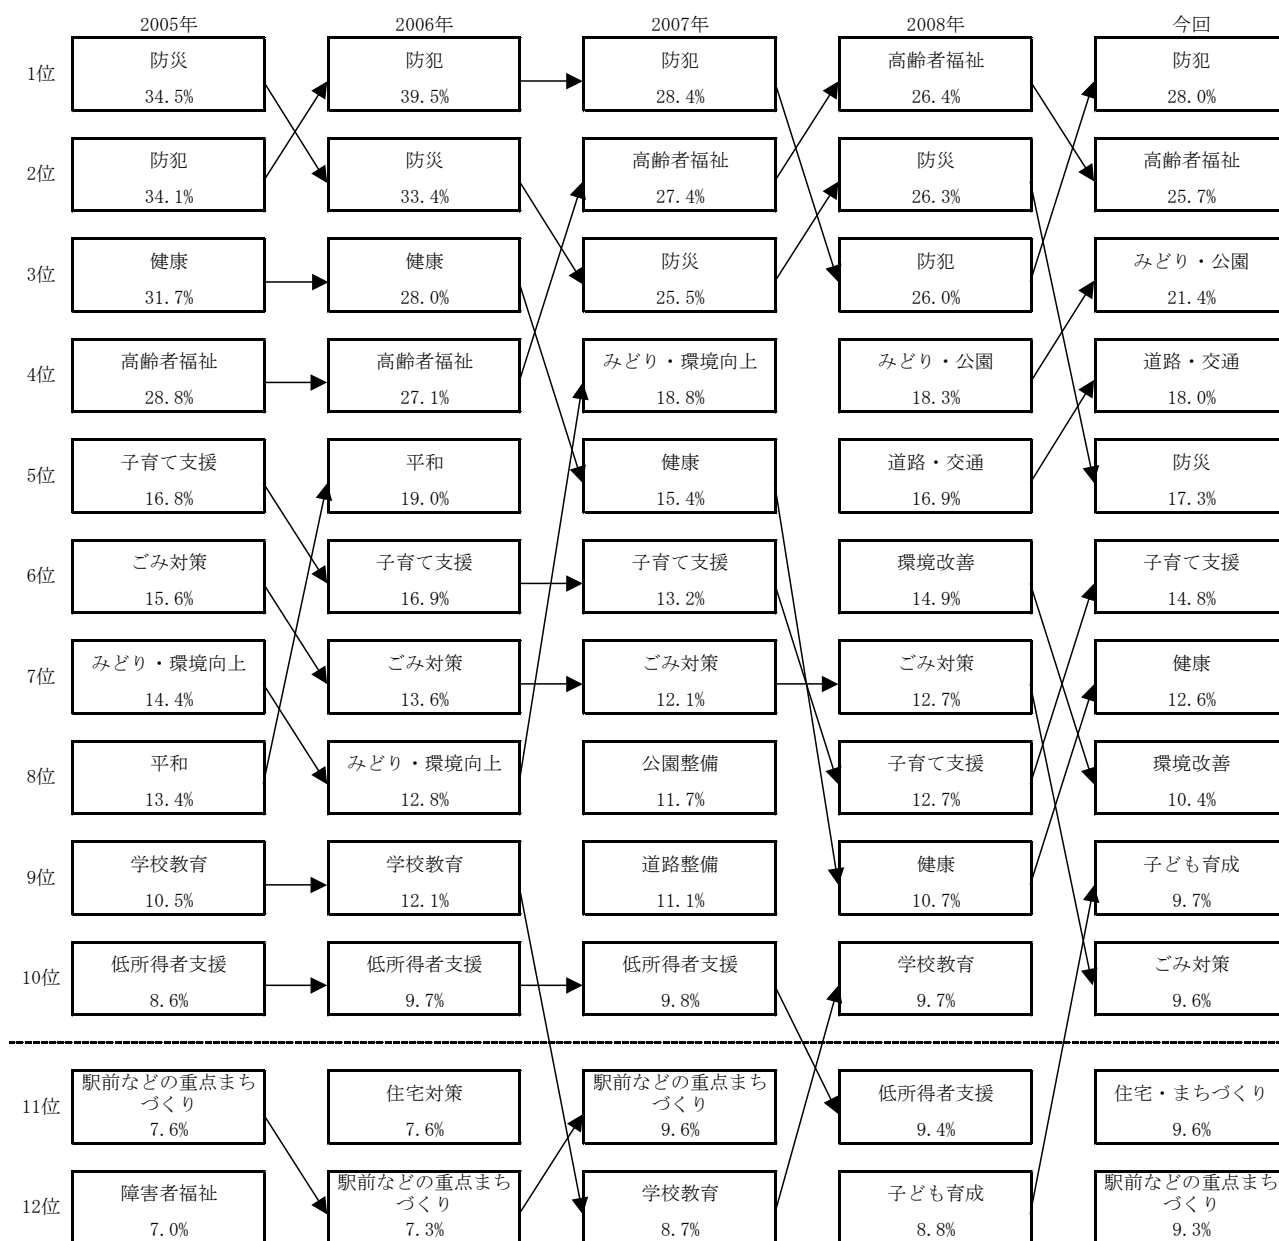 2005年 2006年 2007年 2008年 今回
1位 防災 防犯 防犯 高齢者福祉 防犯
34.5% 39.5% 28.4% 26.4% 28.0%
2位 防犯 防災 高齢者福祉 防災 高齢者福祉
34.1% 33.4% 27.4% 26.3% 25.7%
3位 健康 健康 防災 防犯 みどり・公園
31.7% 28.0% 25.5% 26.0% 21.4%
4位 高齢者福祉 高齢者福祉 みどり・環境向上 みどり・公園 道路・交通
28.8% 27.1% 18.8% 18.3% 18.0%
5位 子育て支援 平和 健康 道路・交通 防災
16.8% 19.0% 15.4% 16.9% 17.3%
6位 ごみ対策 子育て支援 子育て支援 環境改善 子育て支援
15.6% 16.9% 13.2% 14.9% 14.8%
7位 みどり・環境向上 ごみ対策 ごみ対策 ごみ対策 健康
14.4% 13.6% 12.1% 12.7% 12.6%
8位 平和 みどり・環境向上 公園整備 子育て支援 環境改善
13.4% 12.8% 11.7% 12.7% 10.4%
9位 学校教育 学校教育 道路整備 健康 子ども育成
10.5% 12.1% 11.1% 10.7% 9.7%
10位 低所得者支援 低所得者支援 低所得者支援 学校教育 ごみ対策
8.6% 9.7% 9.8% 9.7% 9.6%
11位 駅前などの重点まち 住宅対策 駅前などの重点まち 低所得者支援 住宅・まちづくり
づくり づくり
7.6% 7.6% 9.6% 9.4% 9.6%
12位 障害者福祉 駅前などの重点まち 学校教育 子ども育成 駅前などの重点まち
づくり づくり
7.0% 7.3% 8.7% 8.8% 9.3%